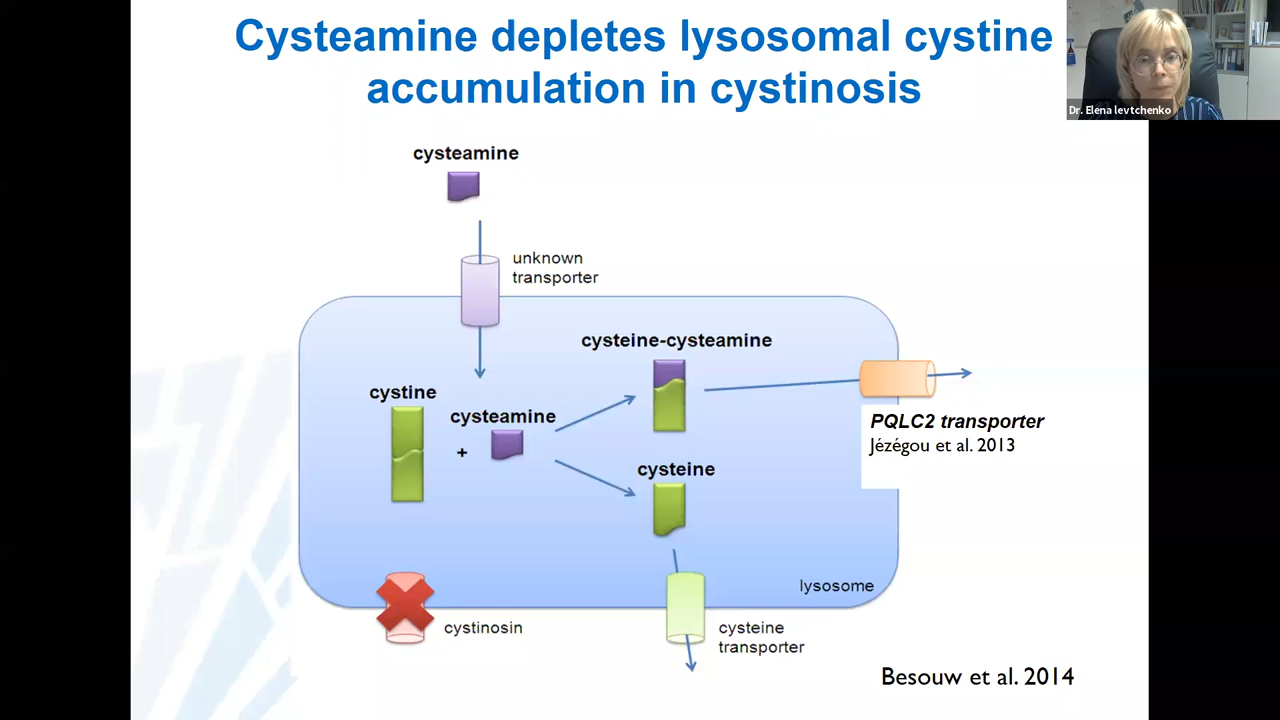 Cysteamine depletes lysosomal cystine
accumulation in cystinosis
Dr. Elena levtchenko
cysteamine
unknown
transporter
cysteine-cysteamine
cystine
cysteamine
+
PQLC2 transporter
Jézégou et al. 2013
cysteine
lysosome
cystinosin
cysteine
transporter
Besouw et al. 2014